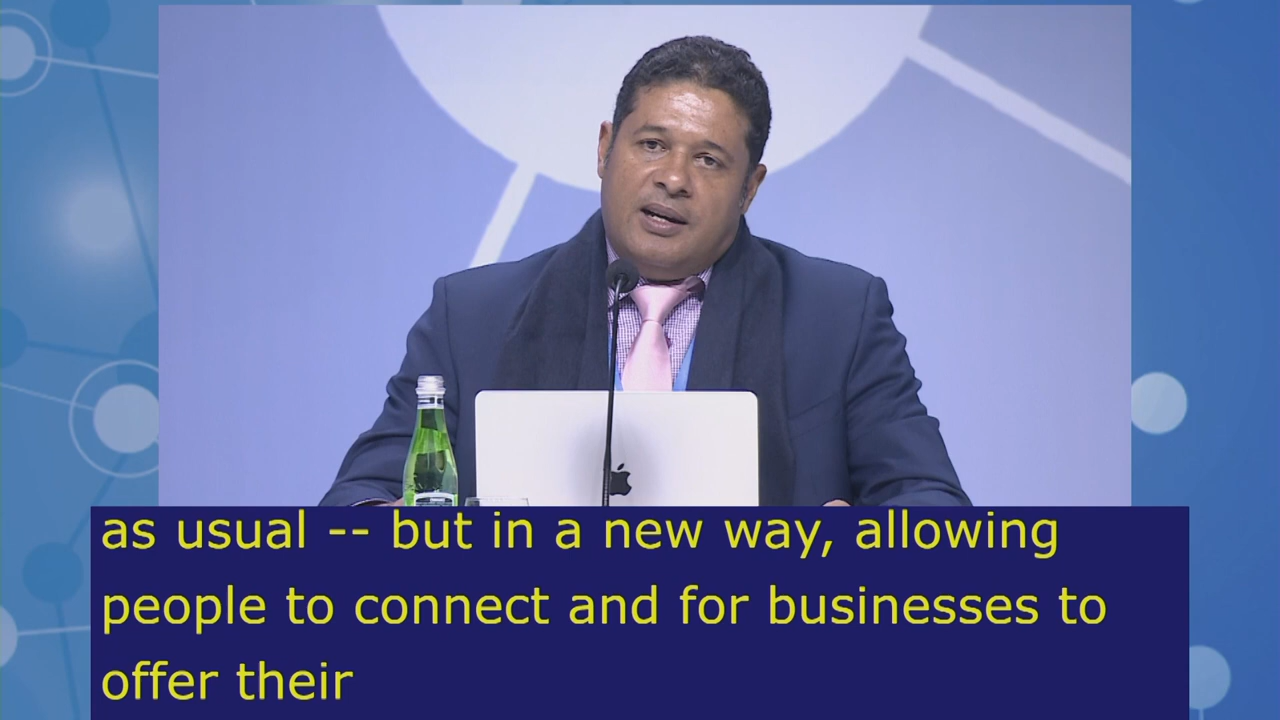 as usual -- but in a new way, allowing
people to connect and for businesses to
offer their